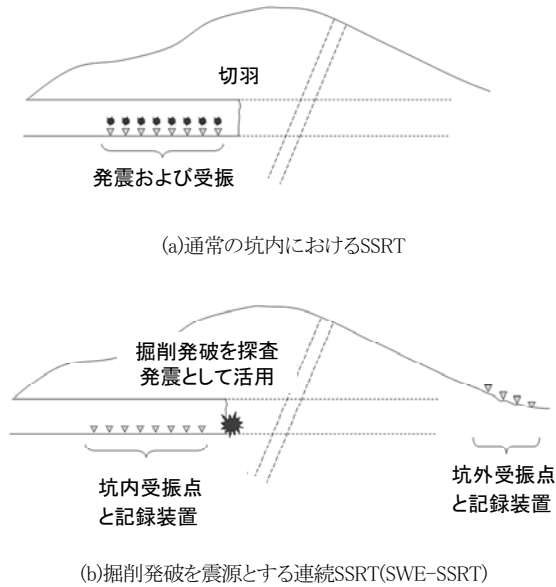 切羽
発震および受振
(a)通常の坑内におけるSSRT
掘削発破を探査
発震として活用
坑内受振点
と記録装置
坑外受振点
と記録装置
(b)掘削発破を震源とする連続SSRT(SWE-SSRT)